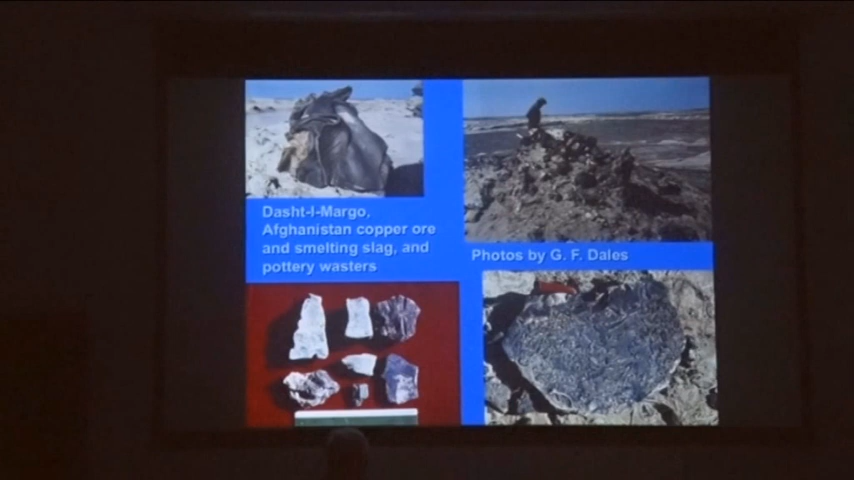 Dasht-I-Margo,
Afghanistan copper ore
and smelting slag, and
pottery wasters
Photos by G. F. Dales